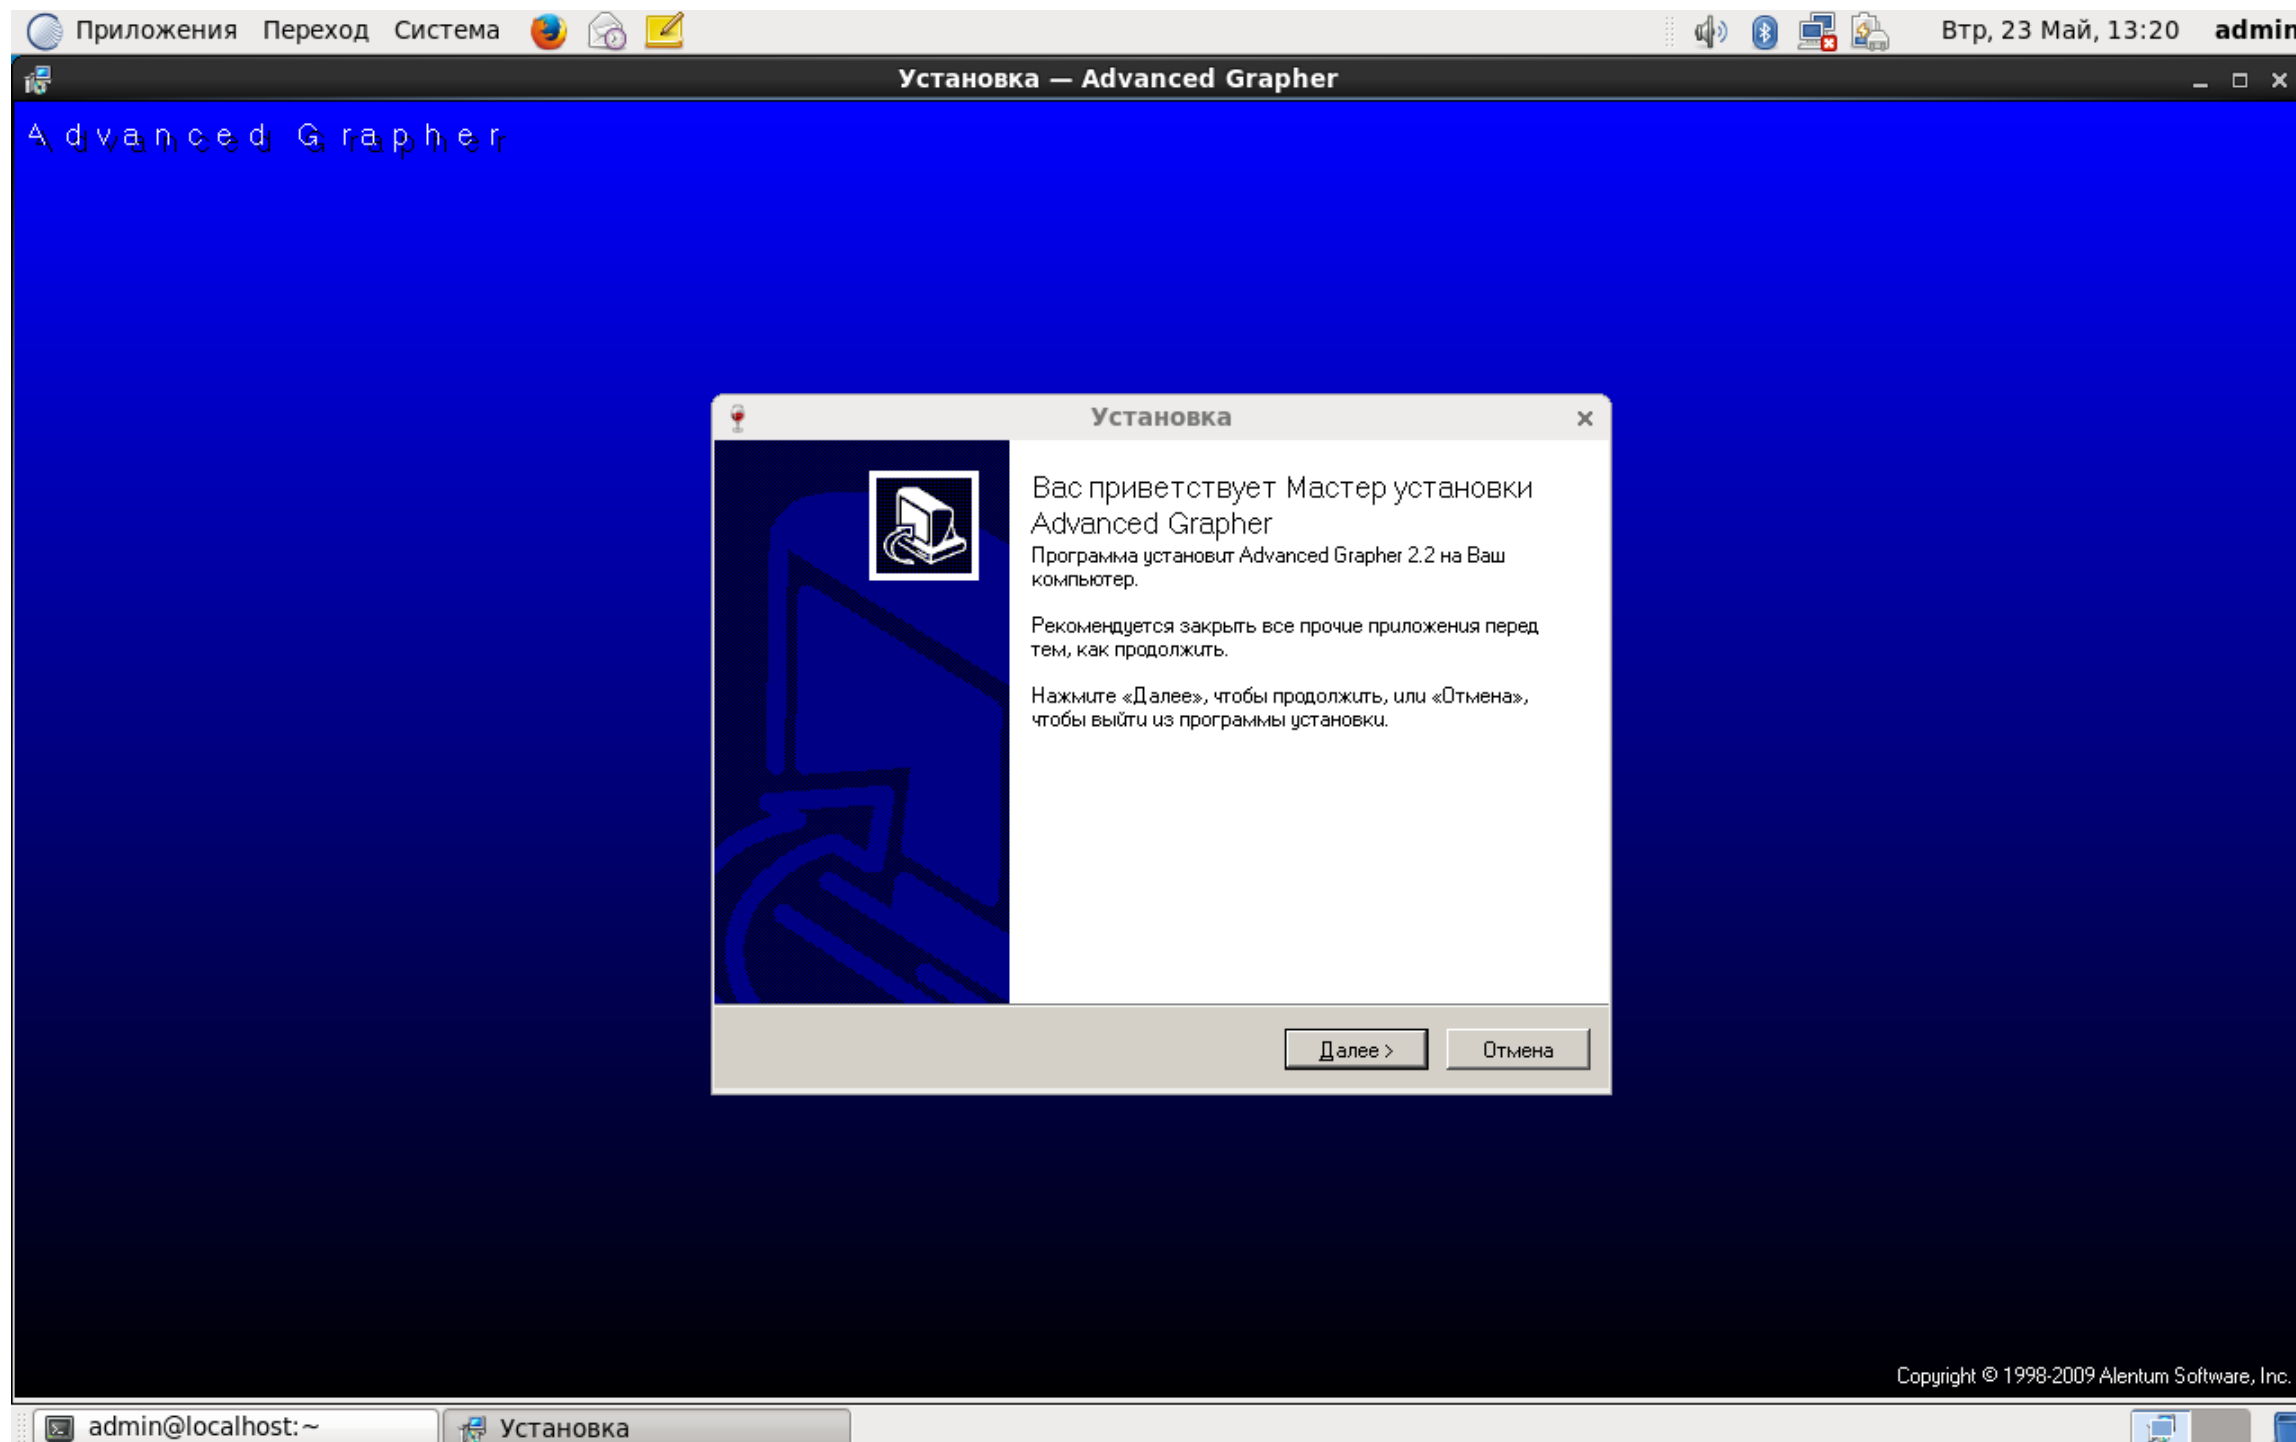 Приложения Переход Система
Втр, 23 Май, 13:20 admin
Установка — Advanced Grapher
Advanced Grapher
Установка
Вас приветствует Мастер установки
Advanced Grapher
Программа установит Advanced Grapher 2.2 на Ваш
компьютер.
Рекомендуется закрыть все прочие приложения перед
тем, как продолжить.
Нажмите «Далее», чтобы продолжить, или «Отмена»,
чтобы выйти из программы установки.
Далее >
Отмена
Copyright © 1998-2009 Alentum Software, Inc.
admin@localhost:~
Установка